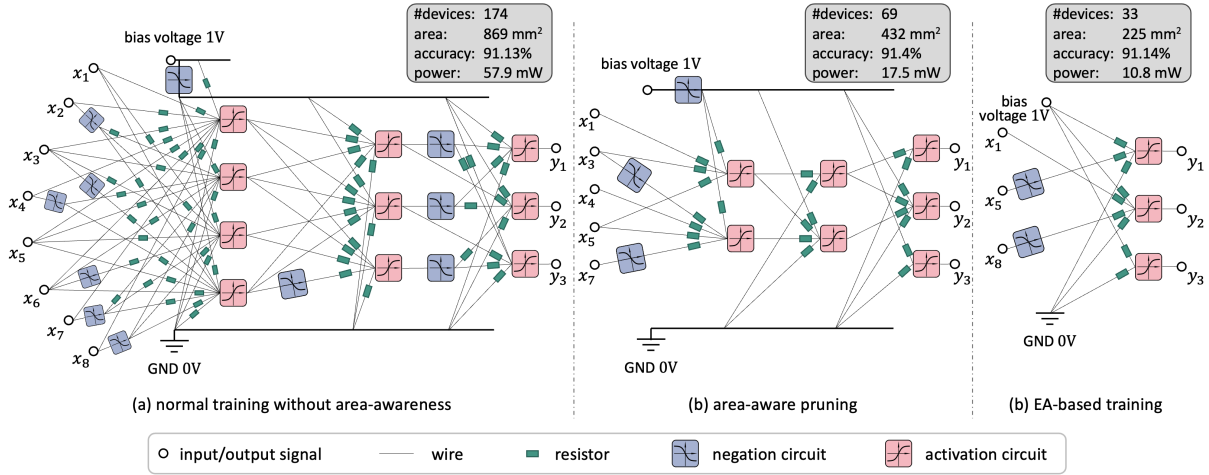 #devices: 174
area: 869 mm²
accuracy: 91.13%
power: 57.9 mW
bias voltage 1V
x₁
x₂
x₃
x₄
x₅
x₆
x₇
x₈
y₁
y₂
y₃
GND 0V
(a) normal training without area-awareness
#devices: 69
area: 432 mm²
accuracy: 91.4%
power: 17.5 mW
bias voltage 1V
x₁
x₃
x₄
x₅
x₇
y₁
y₂
y₃
GND 0V
(b) area-aware pruning
#devices: 33
area: 225 mm²
accuracy: 91.14%
power: 10.8 mW
bias
voltage 1V
x₁
x₅
x₈
y₁
y₂
y₃
GND 0V
(b) EA-based training
input/output signal
wire
resistor
negation circuit
activation circuit